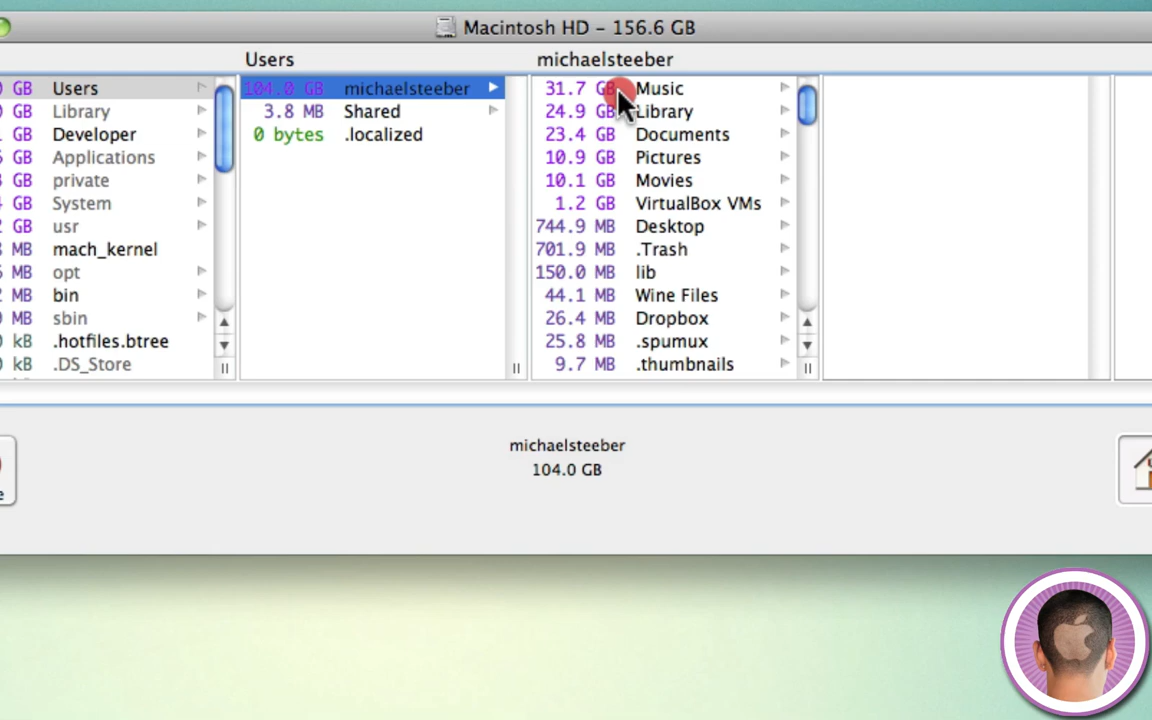 Macintosh HD – 156.6 GB
Users
michaelsteeber
GB Users
GB Library
GB Developer
GB Applications
GB private
GB System
GB usr
MB mach_kernel
MB opt
MB bin
MB sbin
kB .hotfiles.btree
kB .DS_Store
104.0 GB michaelsteeber
3.8 MB Shared
0 bytes .localized
31.7 GB Music
24.9 GB Library
23.4 GB Documents
10.9 GB Pictures
10.1 GB Movies
1.2 GB VirtualBox VMs
744.9 MB Desktop
701.9 MB .Trash
150.0 MB lib
44.1 MB Wine Files
26.4 MB Dropbox
25.8 MB .spumux
9.7 MB .thumbnails
michaelsteeber
104.0 GB